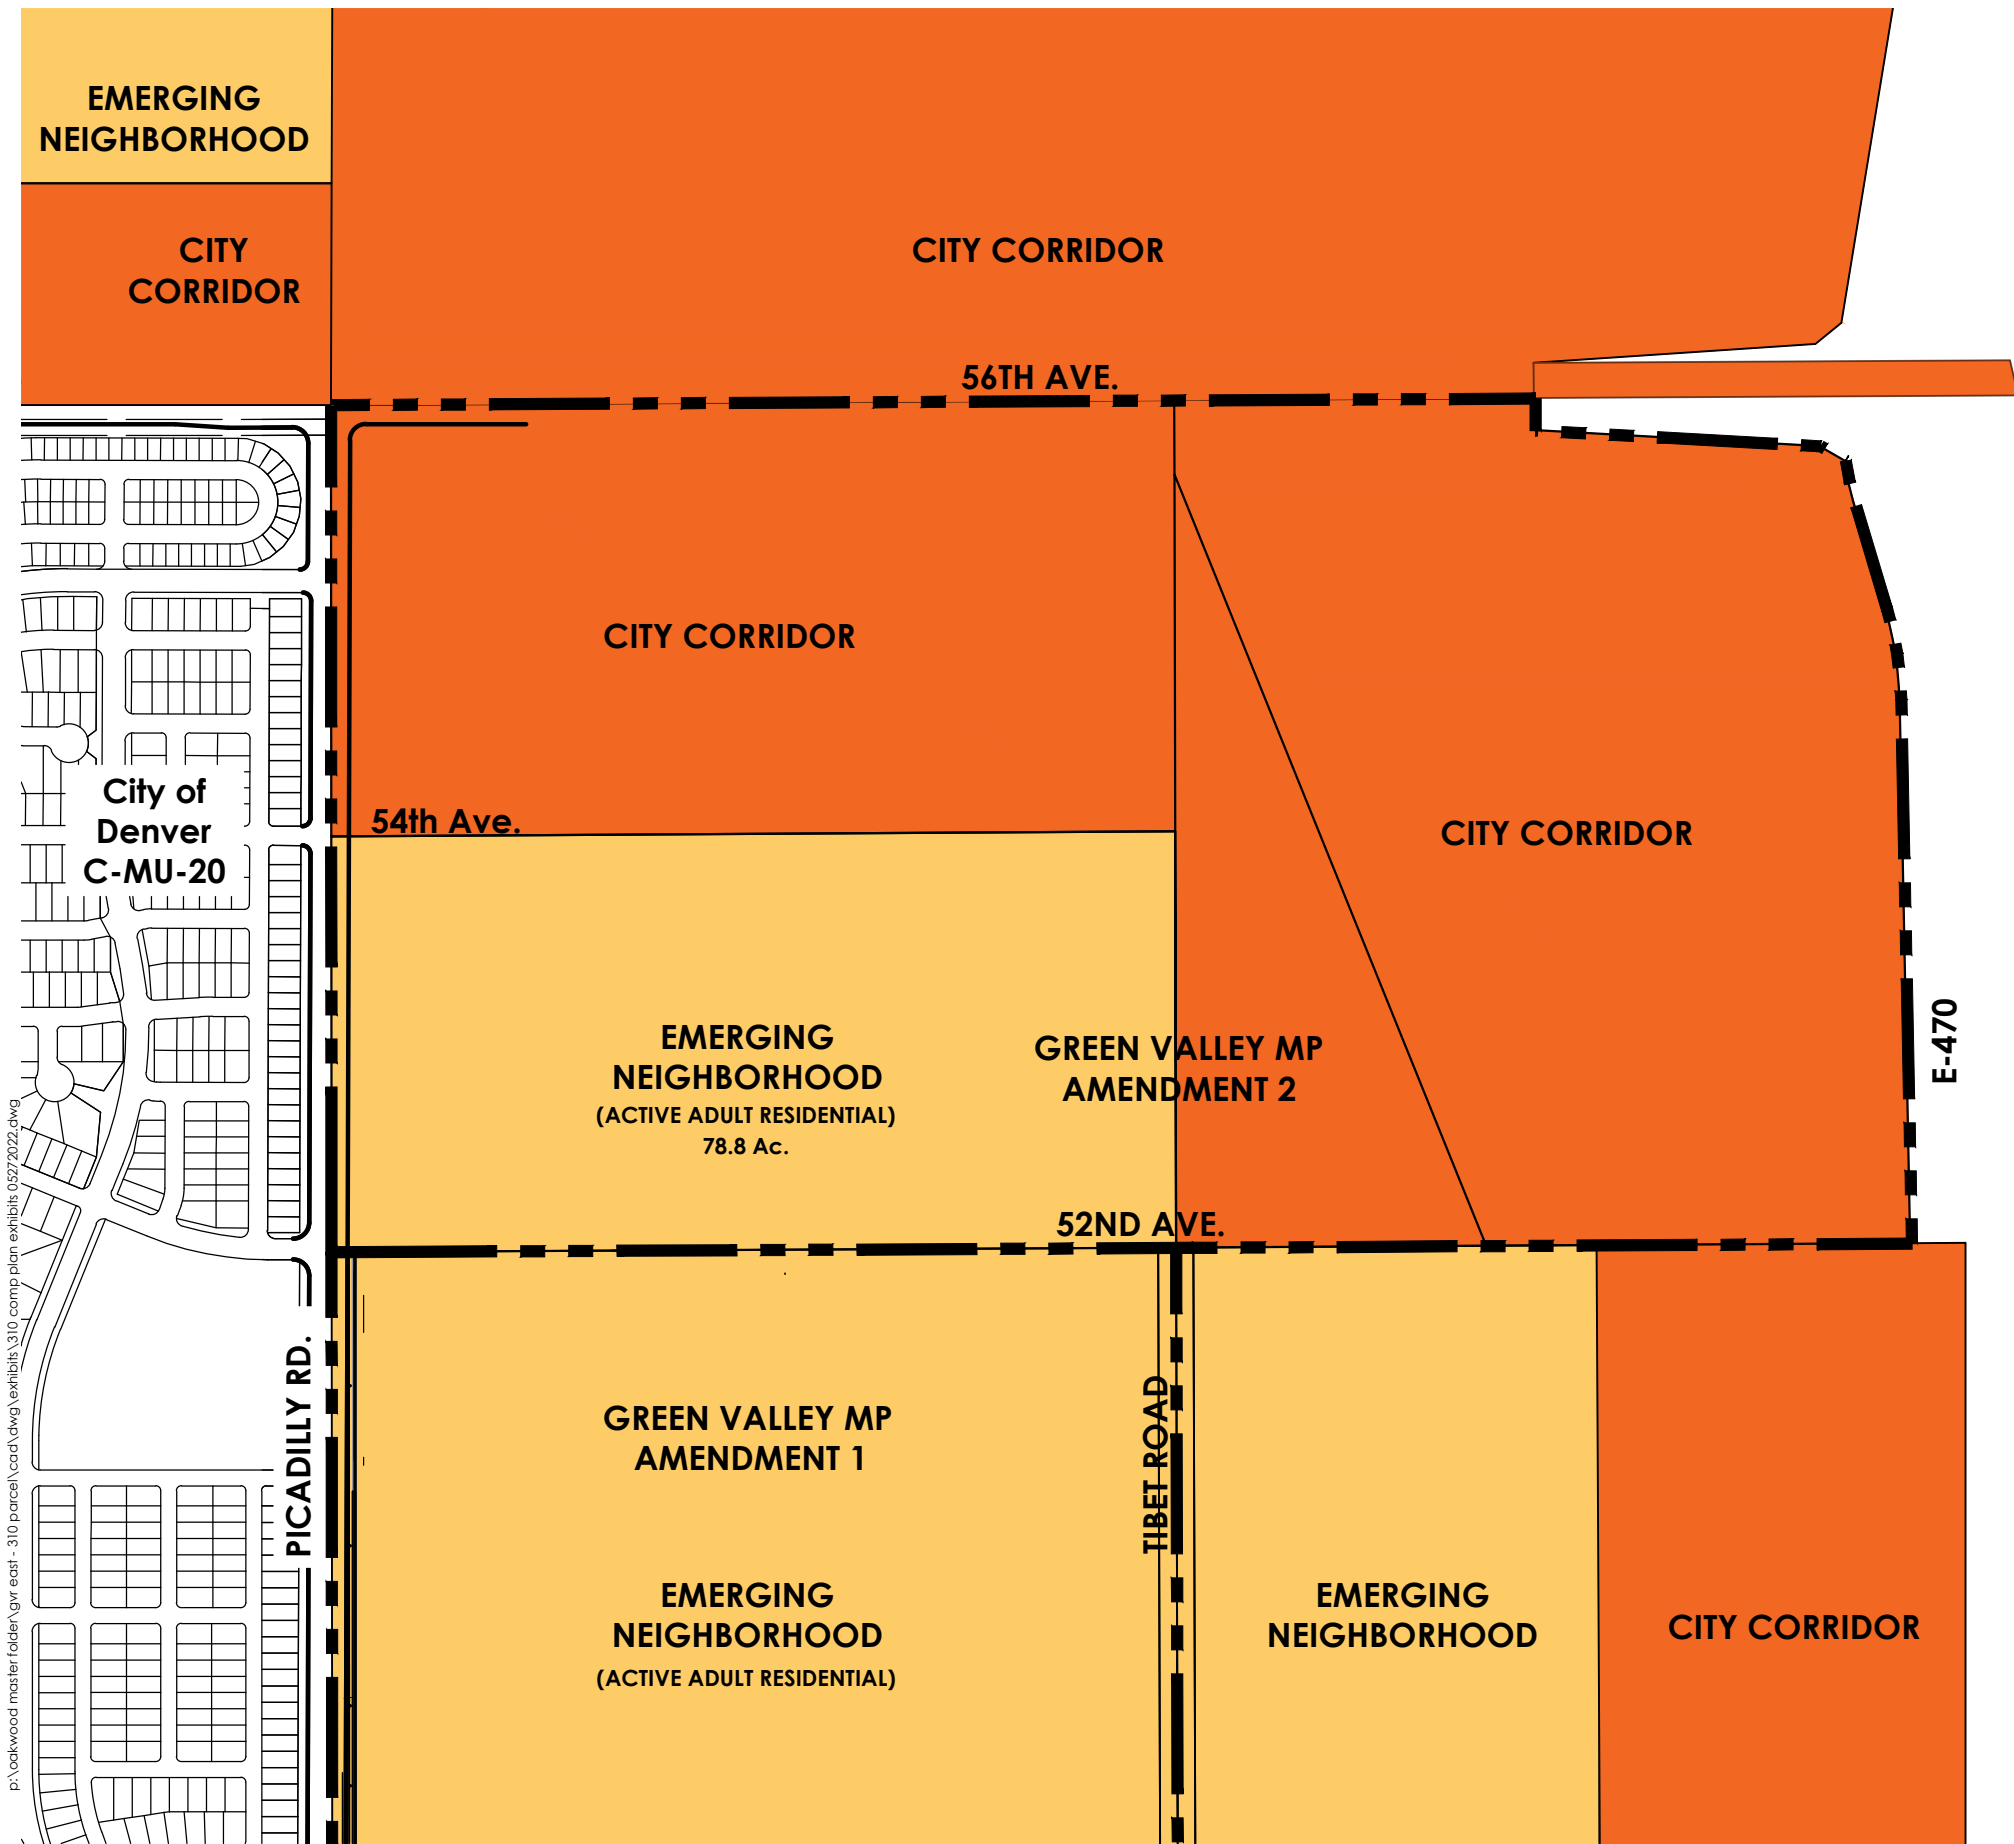 EMERGING
NEIGHBORHOOD
CITY
CORRIDOR
CITY CORRIDOR
56TH AVE.
CITY CORRIDOR
City of
Denver
C-MU-20
54th Ave.
CITY CORRIDOR
EMERGING
NEIGHBORHOOD
(ACTIVE ADULT RESIDENTIAL)
78.8 Ac.
GREEN VALLEY MP
AMENDMENT 2
E-470
52ND AVE.
PICADILLY RD.
GREEN VALLEY MP
AMENDMENT 1
TIBET ROAD
EMERGING
NEIGHBORHOOD
(ACTIVE ADULT RESIDENTIAL)
EMERGING
NEIGHBORHOOD
CITY CORRIDOR
p:\oakwood master folder\gvr east - 310 parcel\cad\dwg\exhibits\310 comp plan exhibits 05272022.dwg